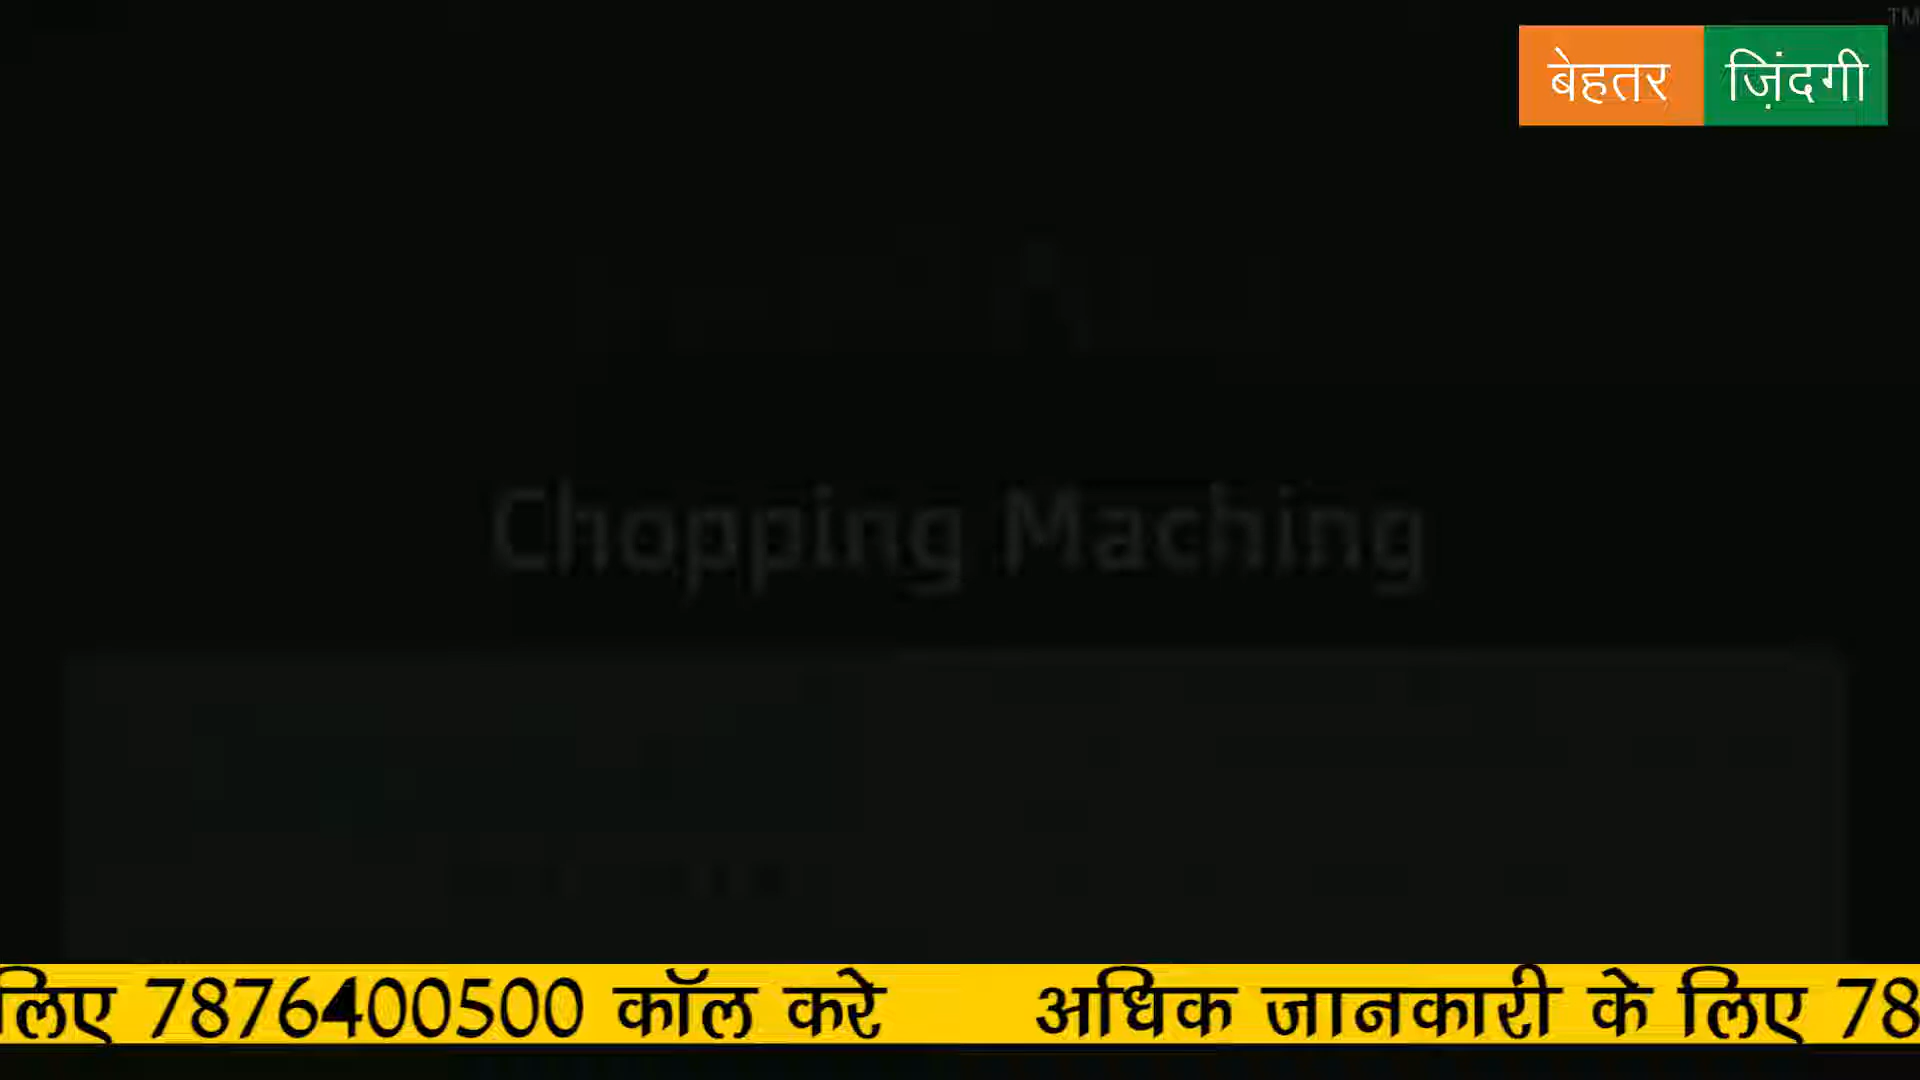 TM
बेहतर ज़िंदगी
Chopping Maching
लिए 7876400500 कॉल करे अधिक जानकारी के लिए 78